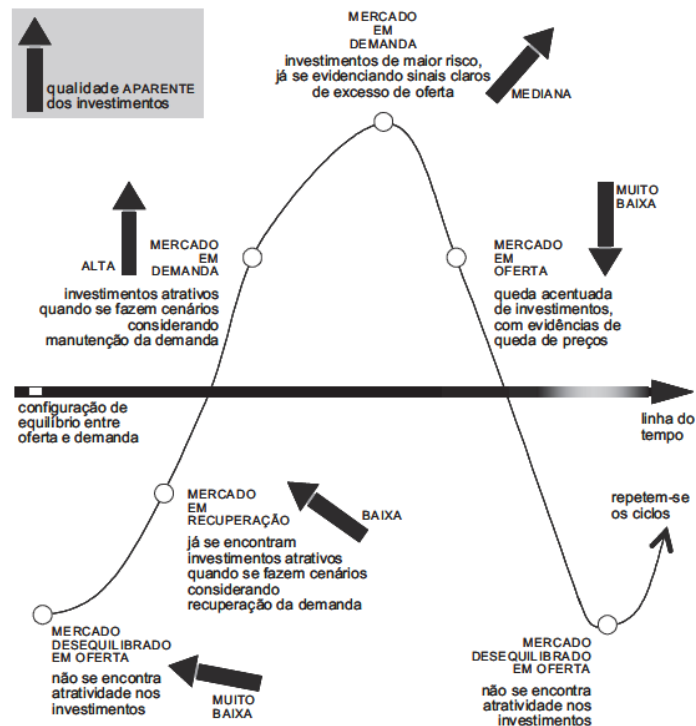 qualidade APARENTE
dos investimentos
MERCADO
EM
DEMANDA
investimentos de maior risco,
já se evidenciando sinais claros
de excesso de oferta
MEDIANA
ALTA
MERCADO
EM
DEMANDA
investimentos atrativos
quando se fazem cenários
considerando
manutenção da demanda
MUITO
BAIXA
MERCADO
EM
OFERTA
queda acentuada
de investimentos,
com evidências de
queda de preços
configuração de
equilíbrio entre
oferta e demanda
linha do
tempo
MERCADO
EM
RECUPERAÇÃO
BAIXA
já se encontram
investimentos atrativos
quando se fazem cenários
considerando
recuperação da demanda
repetem-se
os ciclos
MERCADO
DESEQUILIBRADO
EM OFERTA
não se encontra
atratividade nos
investimentos
MUITO
BAIXA
MERCADO
DESEQUILIBRADO
EM OFERTA
não se encontra
atratividade nos
investimentos